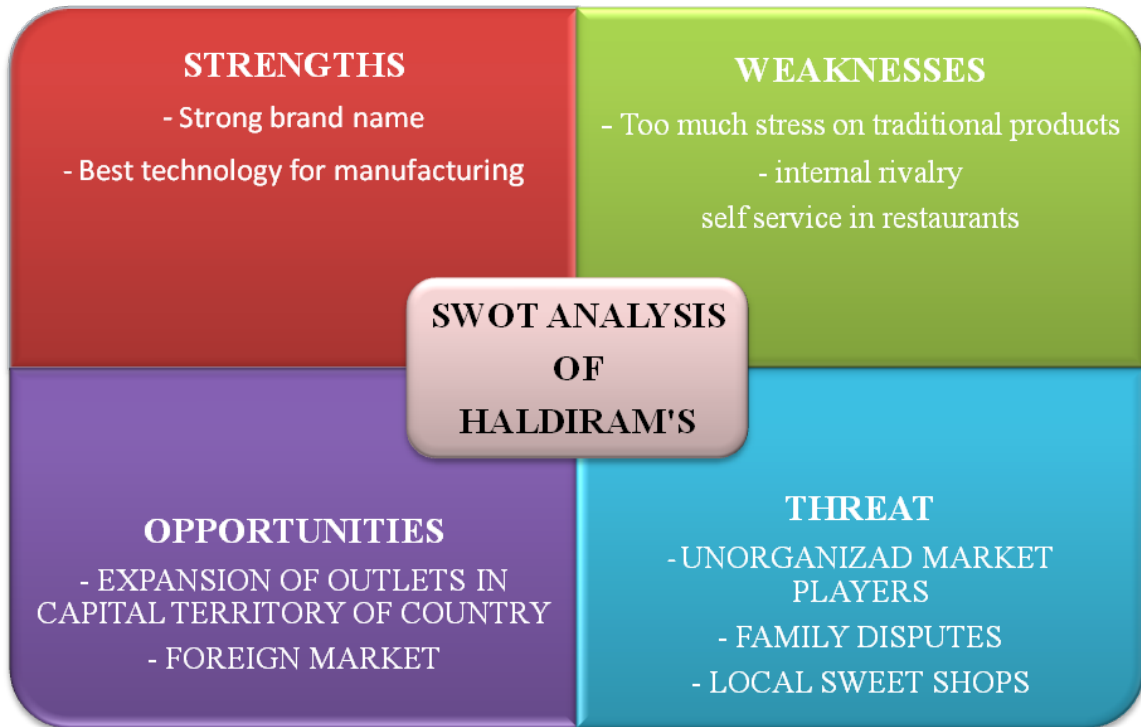 STRENGTHS
- Strong brand name
- Best technology for manufacturing
WEAKNESSES
- Too much stress on traditional products
- internal rivalry
self service in restaurants
SWOT ANALYSIS
OF
HALDIRAM'S
OPPORTUNITIES
- EXPANSION OF OUTLETS IN
CAPITAL TERRITORY OF COUNTRY
- FOREIGN MARKET
THREAT
- UNORGANIZAD MARKET
PLAYERS
- FAMILY DISPUTES
- LOCAL SWEET SHOPS